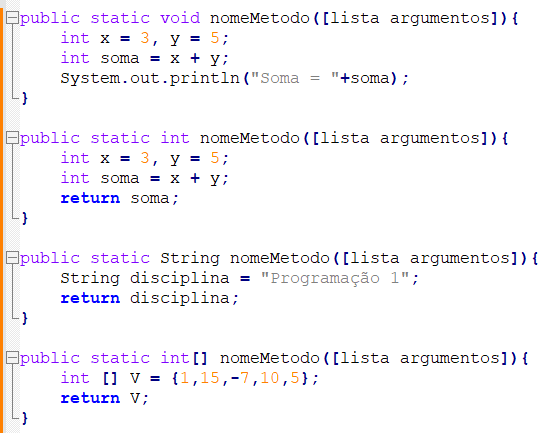 public static void nomeMetodo([lista argumentos]){
int x = 3, y = 5;
int soma = x + y;
System.out.println("Soma = "+soma);
}
public static int nomeMetodo([lista argumentos]){
int x = 3, y = 5;
int soma = x + y;
return soma;
}
public static String nomeMetodo([lista argumentos]){
String disciplina = "Programação 1";
return disciplina;
}
public static int[] nomeMetodo([lista argumentos]){
int [] V = {1,15,-7,10,5};
return V;
}